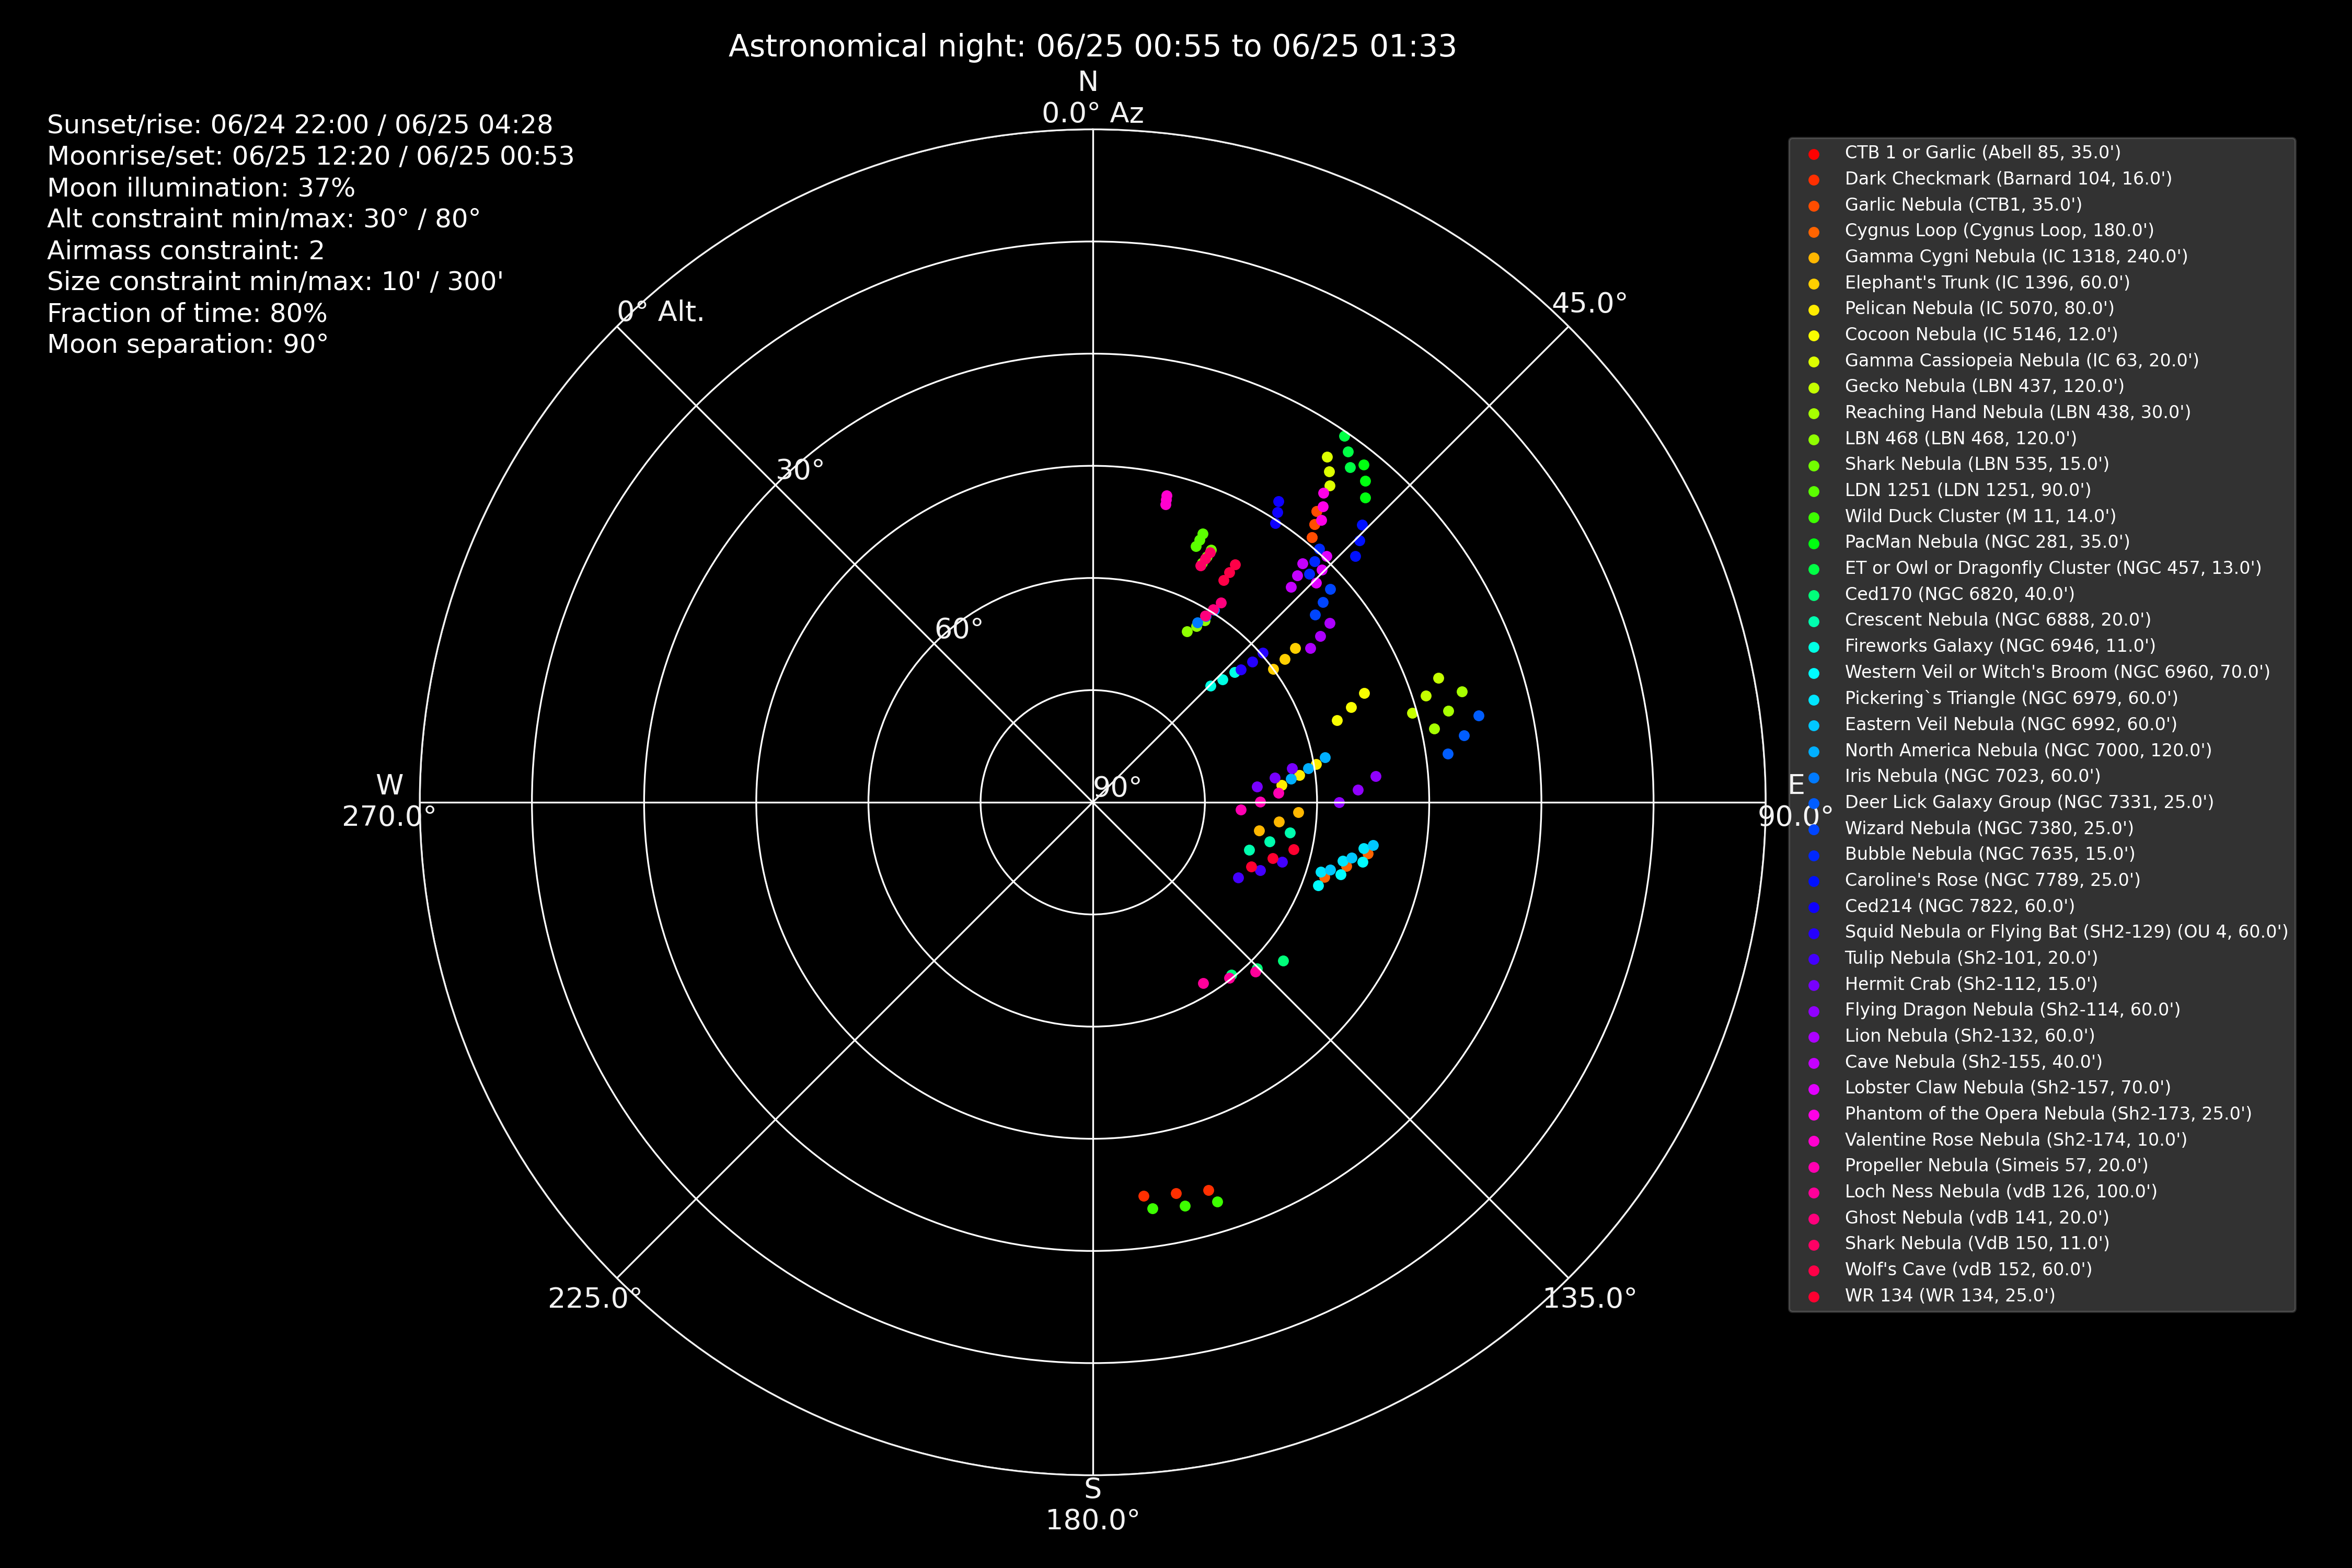 Astronomical night: 06/25 00:55 to 06/25 01:33
N
0.0° Az
Sunset/rise: 06/24 22:00 / 06/25 04:28
Moonrise/set: 06/25 12:20 / 06/25 00:53
Moon illumination: 37%
Alt constraint min/max: 30° / 80°
Airmass constraint: 2
Size constraint min/max: 10' / 300'
Fraction of time: 80%
Moon separation: 90°
0° Alt.
45.0°
30°
60°
90°
W
270.0°
E
90.0°
225.0°
135.0°
S
180.0°
CTB 1 or Garlic (Abell 85, 35.0')
Dark Checkmark (Barnard 104, 16.0')
Garlic Nebula (CTB1, 35.0')
Cygnus Loop (Cygnus Loop, 180.0')
Gamma Cygni Nebula (IC 1318, 240.0')
Elephant's Trunk (IC 1396, 60.0')
Pelican Nebula (IC 5070, 80.0')
Cocoon Nebula (IC 5146, 12.0')
Gamma Cassiopeia Nebula (IC 63, 20.0')
Gecko Nebula (LBN 437, 120.0')
Reaching Hand Nebula (LBN 438, 30.0')
LBN 468 (LBN 468, 120.0')
Shark Nebula (LBN 535, 15.0')
LDN 1251 (LDN 1251, 90.0')
Wild Duck Cluster (M 11, 14.0')
PacMan Nebula (NGC 281, 35.0')
ET or Owl or Dragonfly Cluster (NGC 457, 13.0')
Ced170 (NGC 6820, 40.0')
Crescent Nebula (NGC 6888, 20.0')
Fireworks Galaxy (NGC 6946, 11.0')
Western Veil or Witch's Broom (NGC 6960, 70.0')
Pickering`s Triangle (NGC 6979, 60.0')
Eastern Veil Nebula (NGC 6992, 60.0')
North America Nebula (NGC 7000, 120.0')
Iris Nebula (NGC 7023, 60.0')
Deer Lick Galaxy Group (NGC 7331, 25.0')
Wizard Nebula (NGC 7380, 25.0')
Bubble Nebula (NGC 7635, 15.0')
Caroline's Rose (NGC 7789, 25.0')
Ced214 (NGC 7822, 60.0')
Squid Nebula or Flying Bat (SH2-129) (OU 4, 60.0')
Tulip Nebula (Sh2-101, 20.0')
Hermit Crab (Sh2-112, 15.0')
Flying Dragon Nebula (Sh2-114, 60.0')
Lion Nebula (Sh2-132, 60.0')
Cave Nebula (Sh2-155, 40.0')
Lobster Claw Nebula (Sh2-157, 70.0')
Phantom of the Opera Nebula (Sh2-173, 25.0')
Valentine Rose Nebula (Sh2-174, 10.0')
Propeller Nebula (Simeis 57, 20.0')
Loch Ness Nebula (vdB 126, 100.0')
Ghost Nebula (vdB 141, 20.0')
Shark Nebula (VdB 150, 11.0')
Wolf's Cave (vdB 152, 60.0')
WR 134 (WR 134, 25.0')